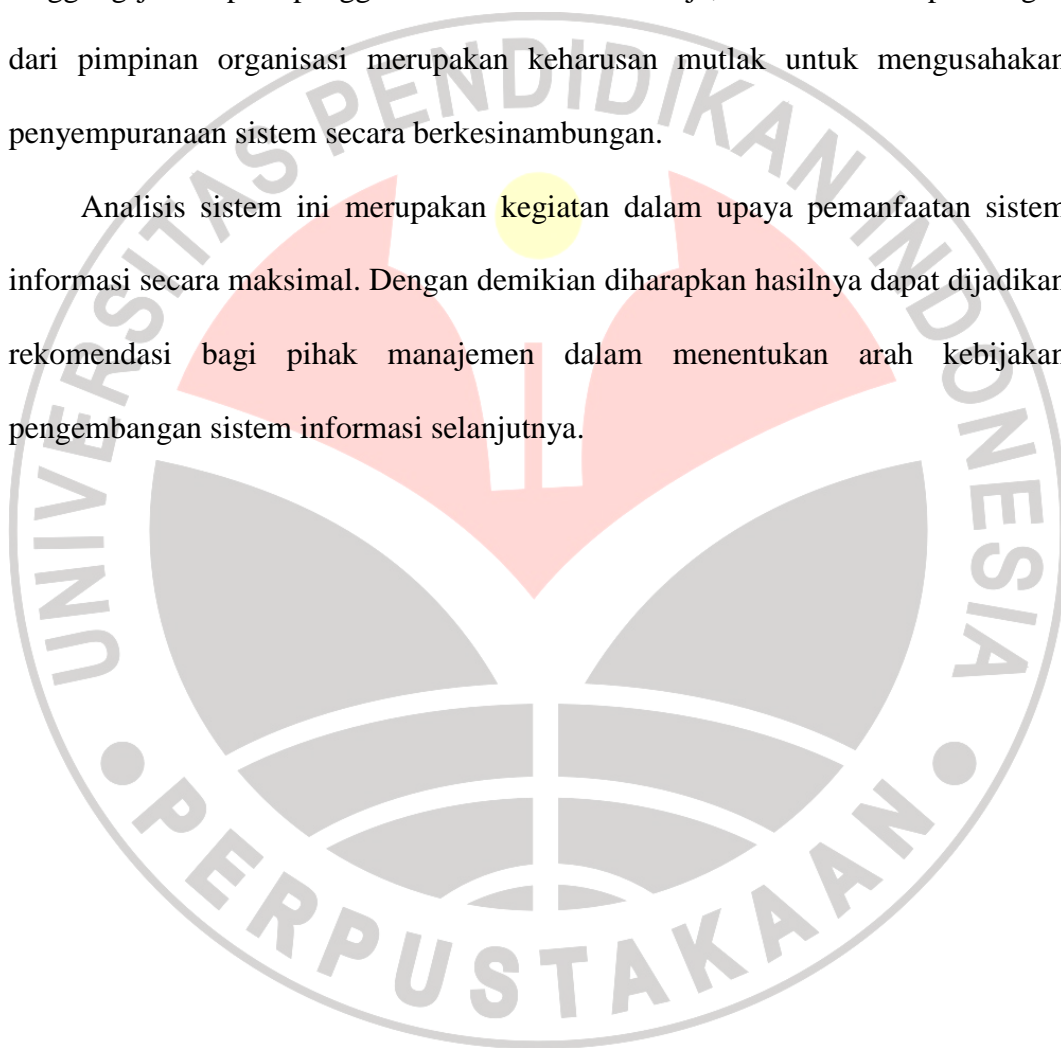 dari pimpinan organisasi merupakan keharusan mutlak untuk mengusahakan
penyempuranaan sistem secara berkesinambungan.
Analisis sistem ini merupakan kegiatan dalam upaya pemanfaatan sistem
informasi secara maksimal. Dengan demikian diharapkan hasilnya dapat dijadikan
rekomendasi bagi pihak manajemen dalam menentukan arah kebijakan
pengembangan sistem informasi selanjutnya.
UNIVERSITAS PENDIDIKAN INDONESIA
PERPUSTAKAAN